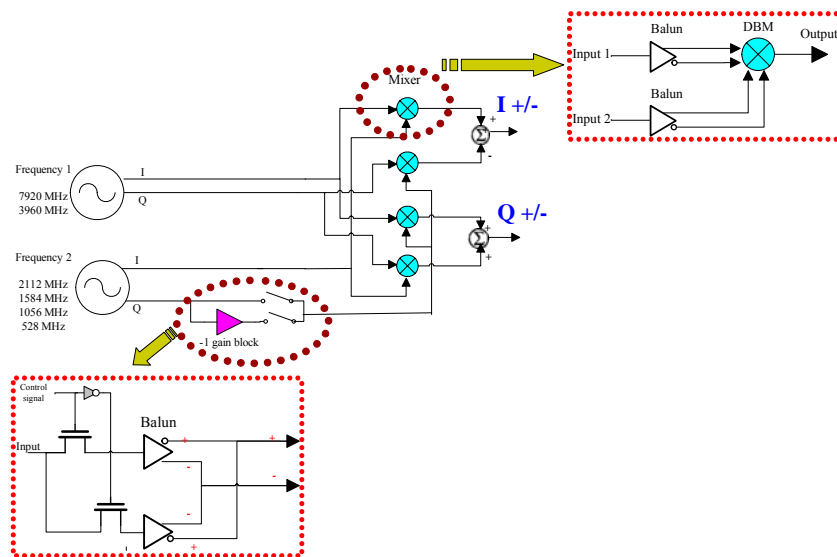 Balun
DBM
Output
Input 1
Balun
Input 2
Mixer
I +/-
+
Σ
-
Frequency 1
I
Q
7920 MHz
3960 MHz
Q +/-
+
Σ
+
Frequency 2
I
2112 MHz
1584 MHz
1056 MHz
528 MHz
Q
-1 gain block
Control
signal
Balun
Input
+
+
-
-
-
+